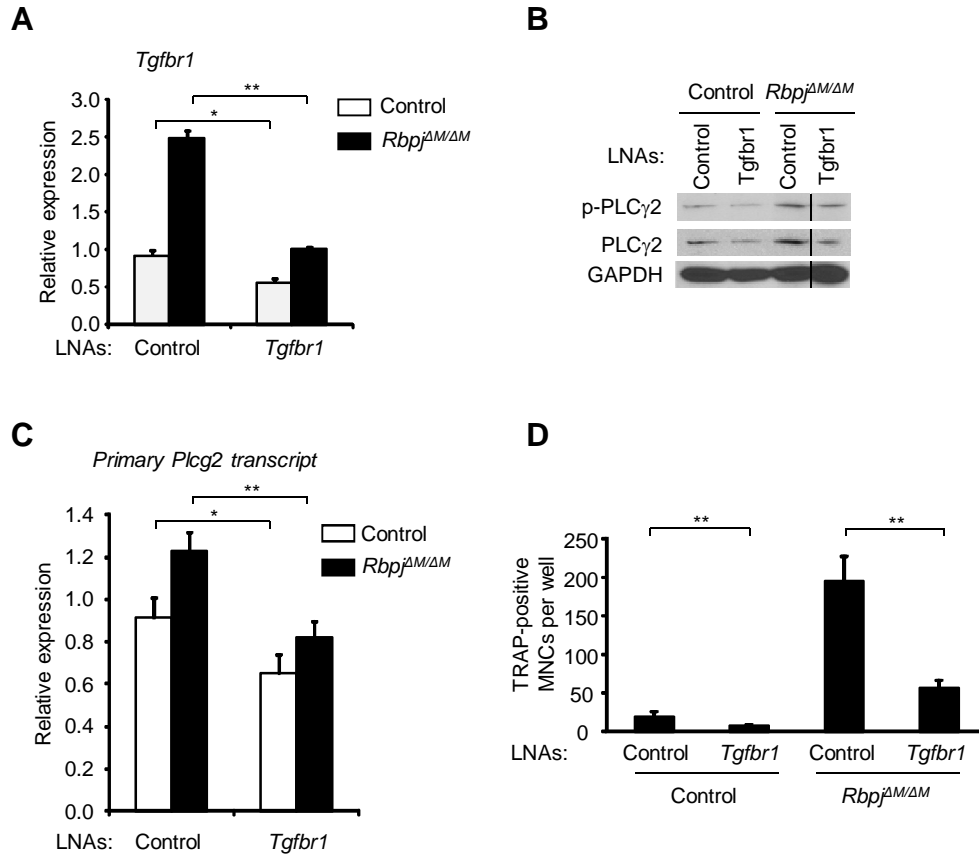 A
Tgfbr1
3.0
2.5
2.0
1.5
1.0
0.5
0.0
Relative expression
*
**
Control
Rbpj^ΔM/ΔM
LNAs: Control Tgfbr1
B
Control Rbpj^ΔM/ΔM
LNAs: Control Tgfbr1 Control Tgfbr1
p-PLCγ2
PLCγ2
GAPDH
C
Primary Plcg2 transcript
1.4
1.2
1.0
0.8
0.6
0.4
0.2
0.0
Relative expression
*
**
Control
Rbpj^ΔM/ΔM
LNAs: Control Tgfbr1
D
** **
250
200
150
100
50
0
TRAP-positive
MNCs per well
LNAs: Control Tgfbr1 Control Tgfbr1
Control Rbpj^ΔM/ΔM